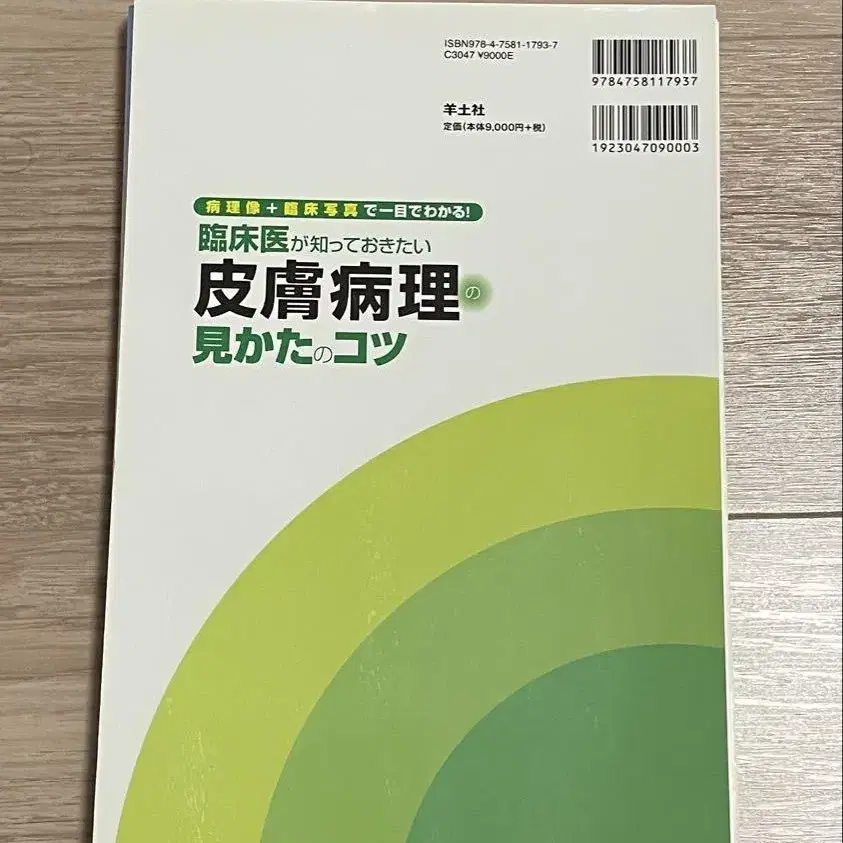 ISBN978-4-7581-1793-7
C3047 ¥9000E
9784758117937
羊土社
定価(本体9,000円+税)
1923047090003
病理像+臨床写真で一目でわかる!
臨床医が知っておきたい
皮膚病理の
見かたのコツ